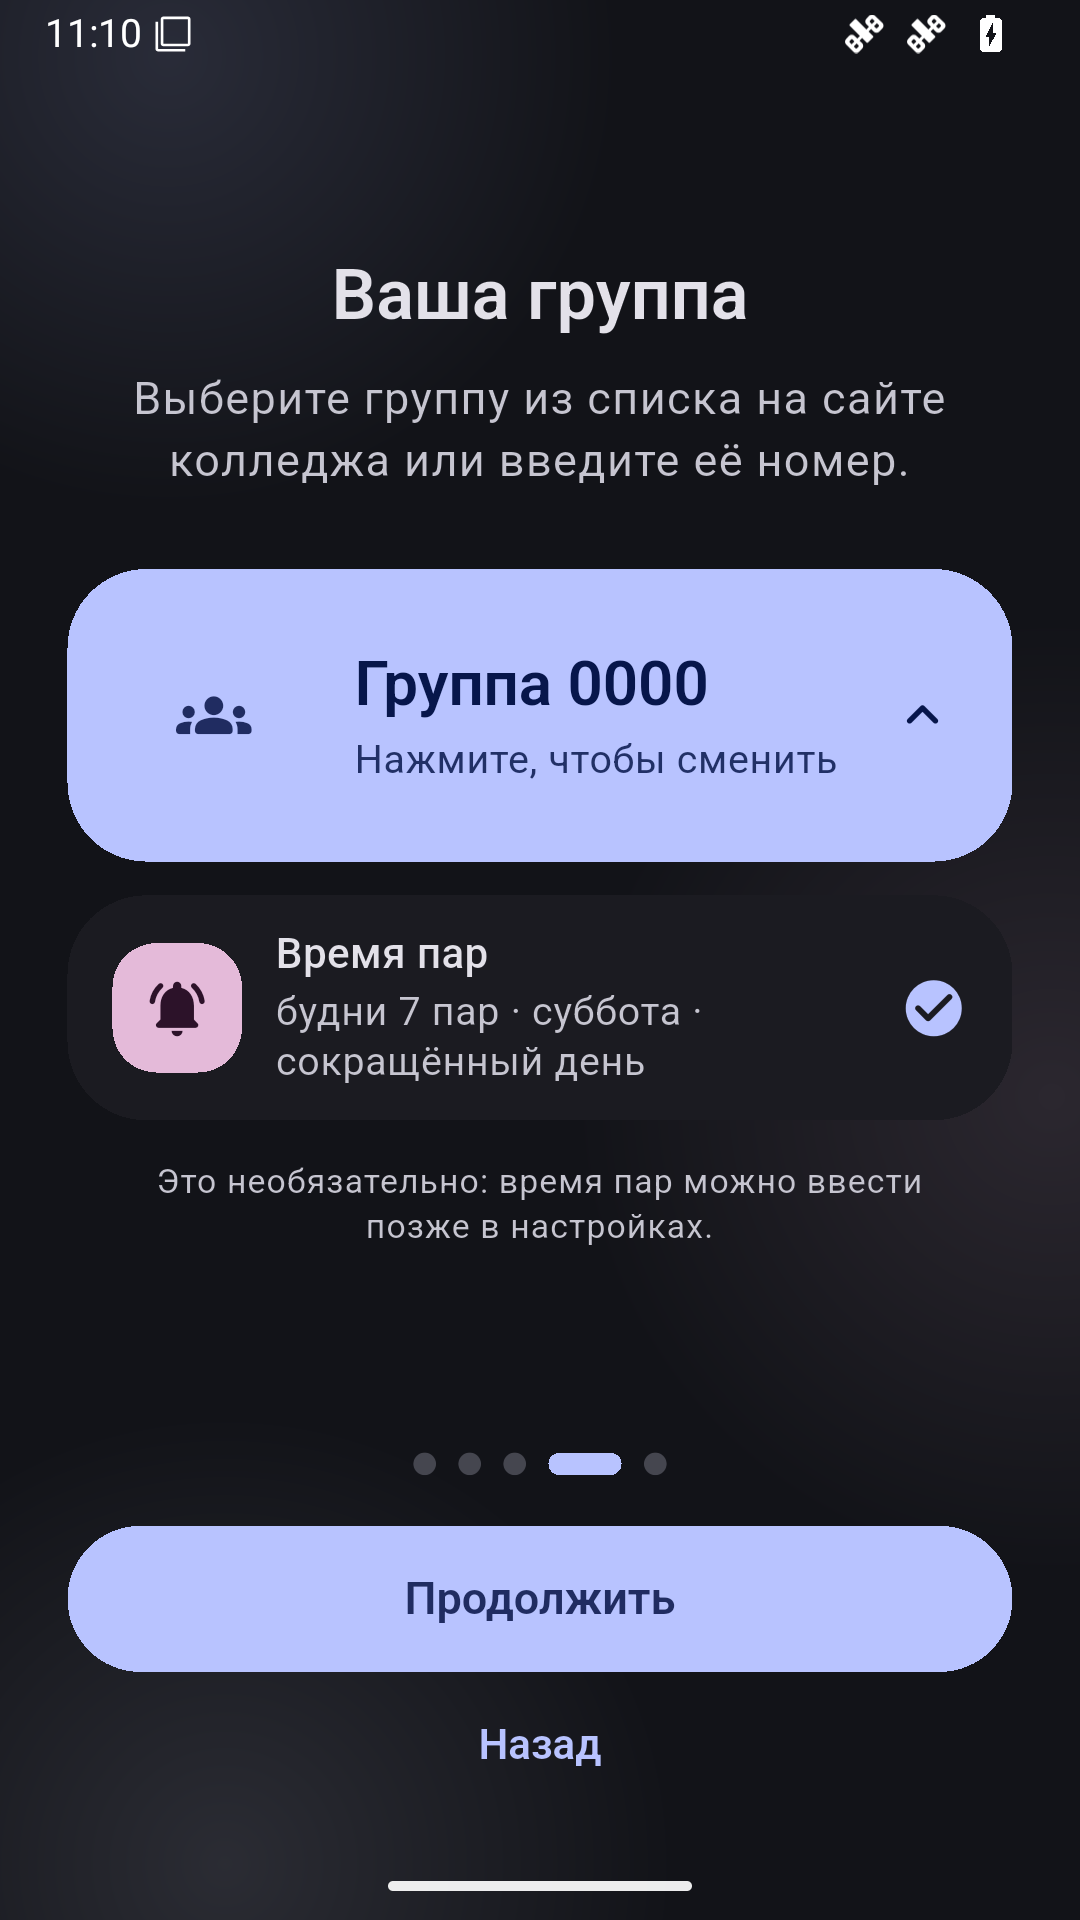 11:10
Ваша группа
Выберите группу из списка на сайте
колледжа или введите её номер.
Группа 0000
Нажмите, чтобы сменить
Время пар
будни 7 пар · суббота ·
сокращённый день
Это необязательно: время пар можно ввести
позже в настройках.
Продолжить
Назад